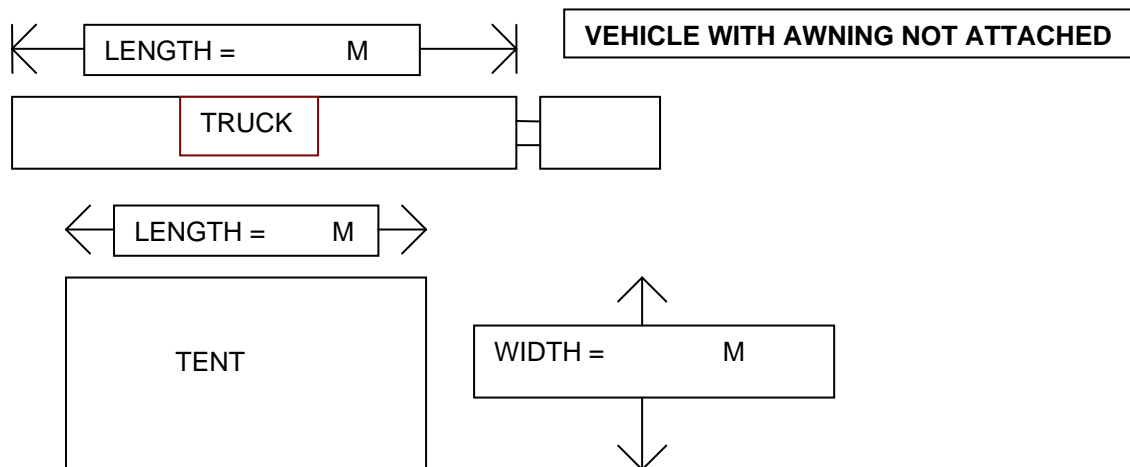 LENGTH = M
VEHICLE WITH AWNING NOT ATTACHED
TRUCK
LENGTH = M
TENT
WIDTH = M